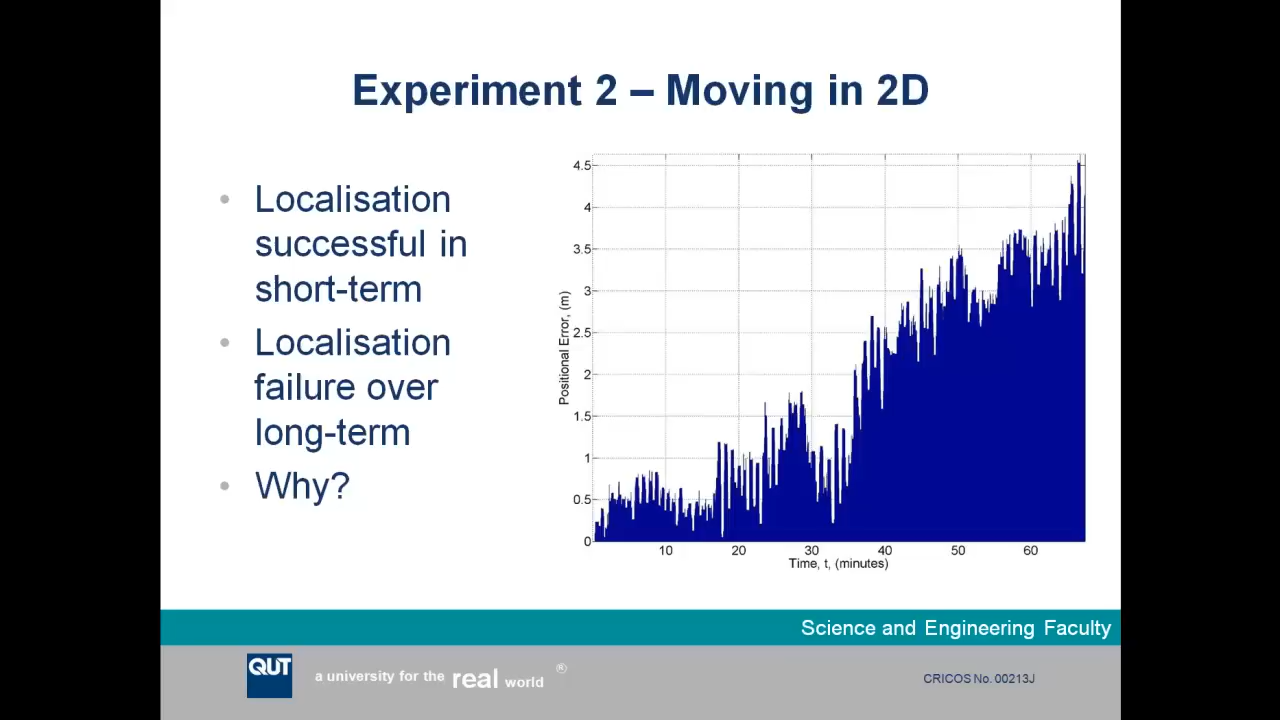 Experiment 2 – Moving in 2D
• Localisation
successful in
short-term
• Localisation
failure over
long-term
• Why?
Positional Error, (m)
4.5
4
3.5
3
2.5
2
1.5
1
0.5
0
10 20 30 40 50 60
Time, t, (minutes)
Science and Engineering Faculty
QUT
a university for the real world ®
CRICOS No. 00213J